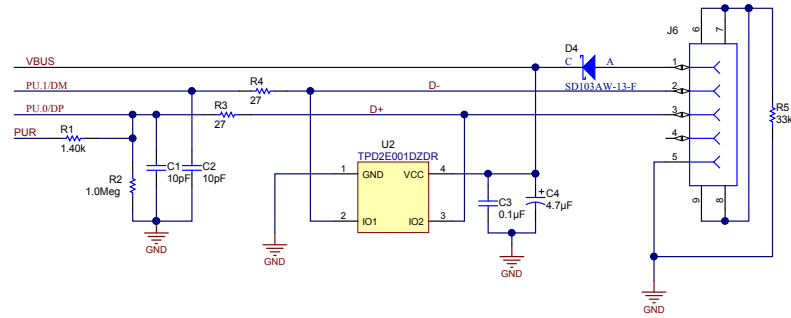 J6
6
7
D4
VBUS
C
A
1
SD103AW-13-F
PU.1/DM
R4
27
D-
2
PU.0/DP
R3
27
D+
3
R5
33k
PUR
R1
1.40k
4
U2
TPD2E001DZDR
5
C1
10pF
C2
10pF
1
GND
VCC
4
R2
1.0Meg
C3
0.1µF
+
C4
4.7µF
2
IO1
IO2
3
9
8
GND
GND
GND
GND